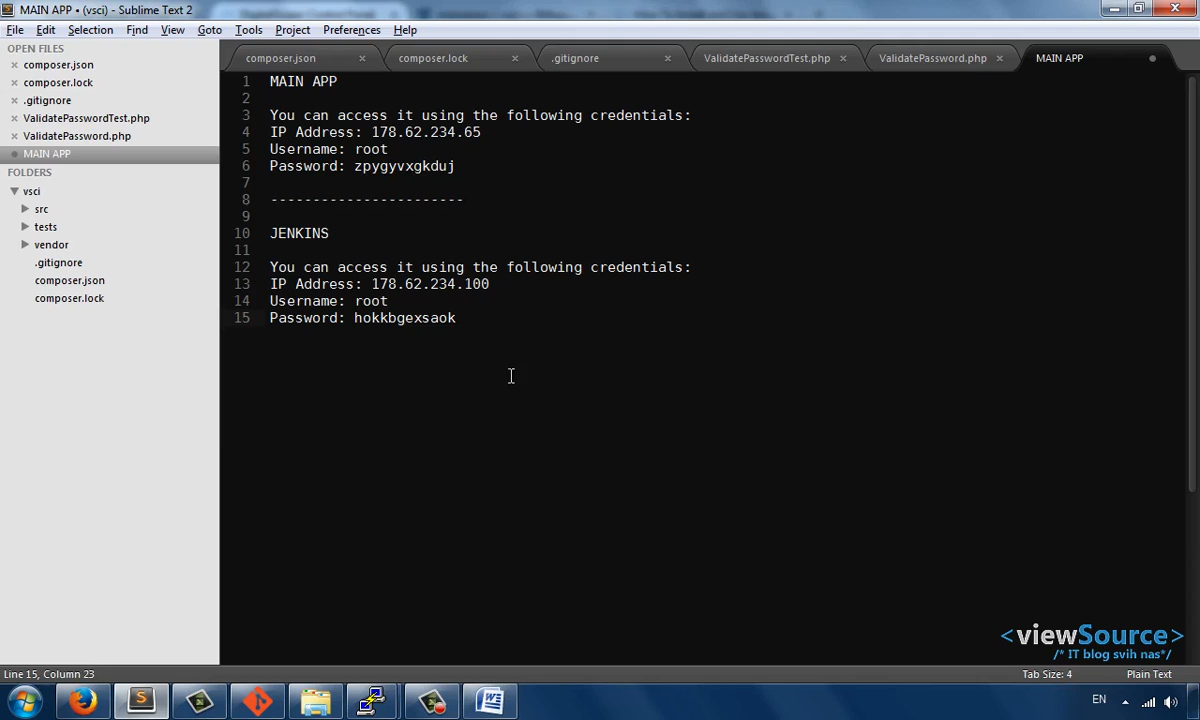 MAIN APP • (vsci) - Sublime Text 2
File Edit Selection Find View Goto Tools Project Preferences Help
OPEN FILES
composer.json
composer.lock
.gitignore
ValidatePasswordTest.php
ValidatePassword.php
MAIN APP
FOLDERS
vsci
src
tests
vendor
.gitignore
composer.json
composer.lock
composer.json composer.lock .gitignore ValidatePasswordTest.php ValidatePassword.php MAIN APP
1 MAIN APP
2
3 You can access it using the following credentials:
4 IP Address: 178.62.234.65
5 Username: root
6 Password: zpygyvxgkduj
7
8 -----------------------
9
10 JENKINS
11
12 You can access it using the following credentials:
13 IP Address: 178.62.234.100
14 Username: root
15 Password: hokkbgexsaok
<viewSource>
/* IT blog svih nas*/
Line 15, Column 23 Tab Size: 4 Plain Text
EN